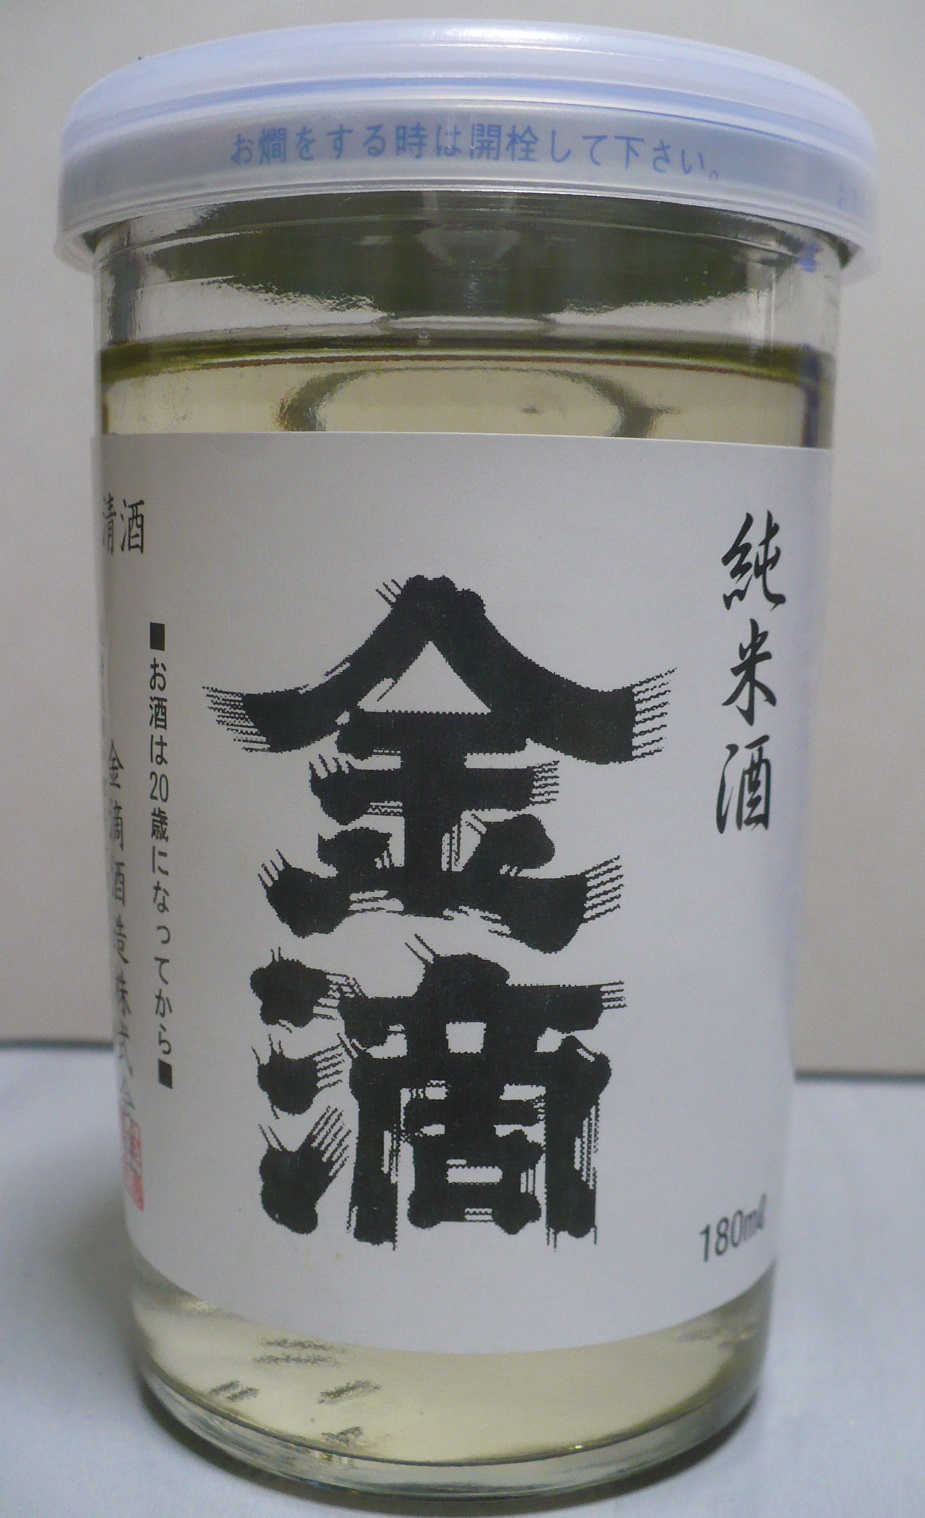 お燗をする時は開栓して下さい。
純米酒
金滴
180mℓ
清酒
■お酒は20歳になってから■
金滴酒造株式会